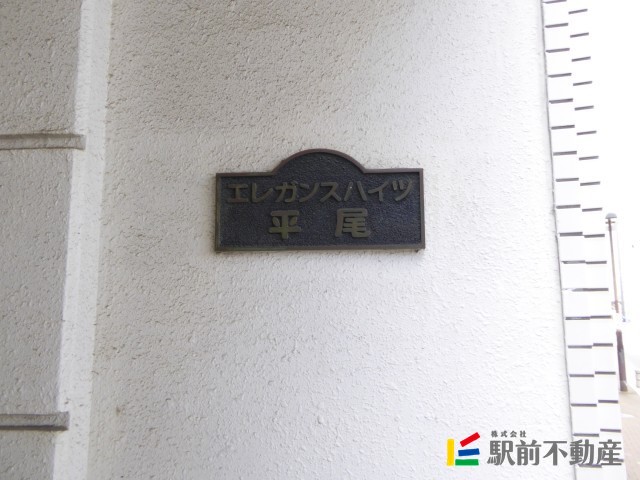 エレガンスハイツ
平尾
株式会社
駅前不動産